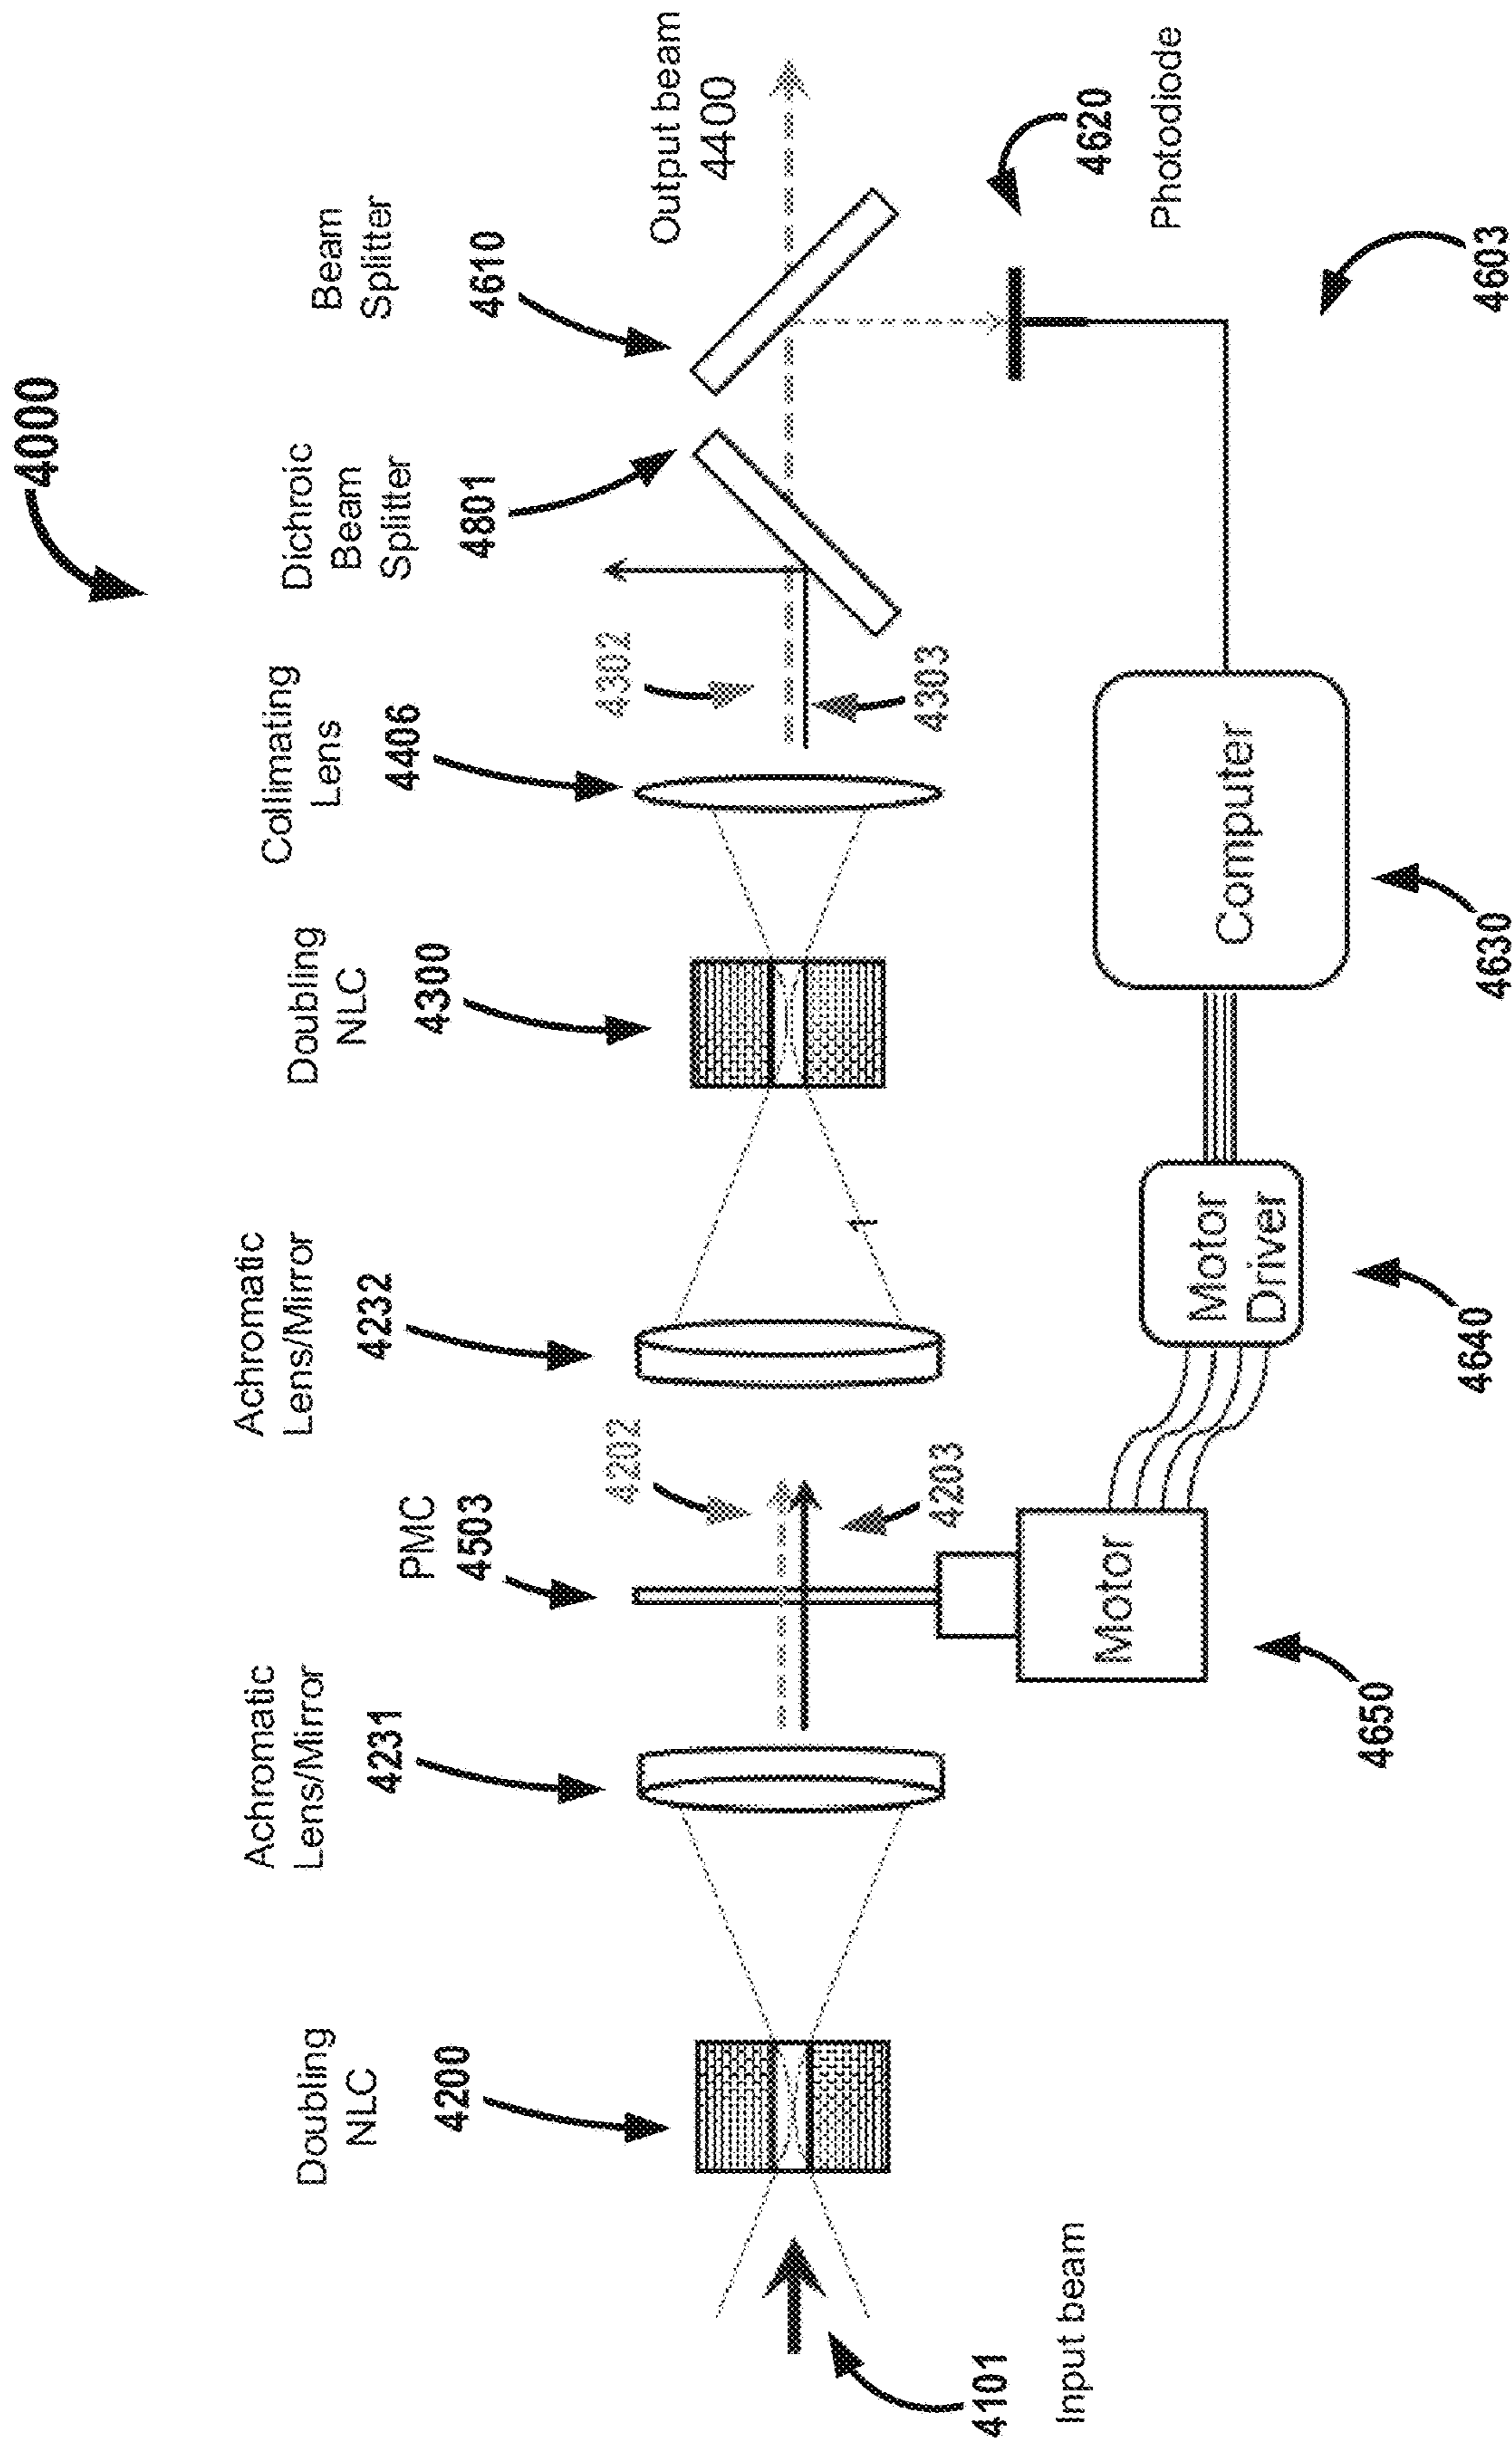 4000
Doubling
NLC
4200
Achromatic
Lens/Mirror
4231
PMC
4503
Achromatic
Lens/Mirror
4232
Doubling
NLC
4300
Collimating
Lens
4406
Dichroic
Beam
Splitter
4801
Beam
Splitter
4610
Output beam
4400
4202
4203
4302
4303
4101
Input beam
Motor
4650
Motor
Driver
4640
Computer
4630
4620
Photodiode
4603
1